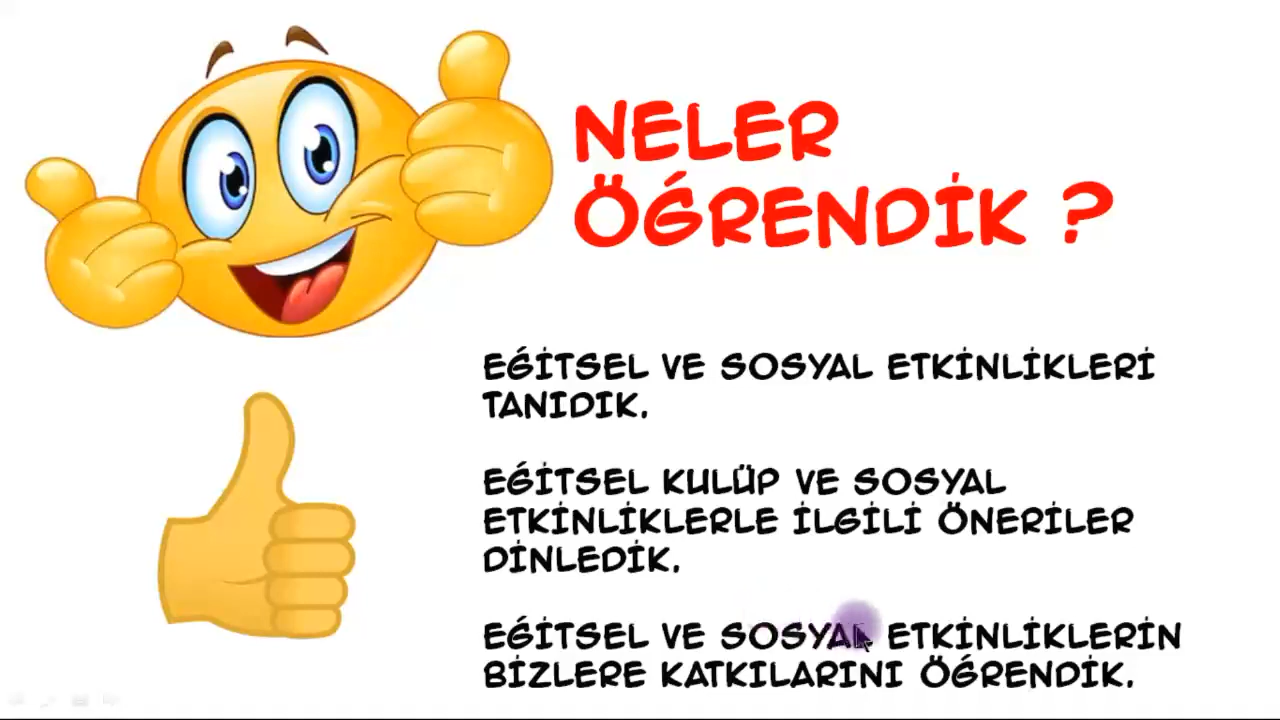 NELER
ÖĞRENDİK ?
EĞİTSEL VE SOSYAL ETKİNLİKLERİ
TANIDIK.
EĞİTSEL KULÜP VE SOSYAL
ETKİNLİKLERLE İLGİLİ ÖNERİLER
DİNLEDİK.
EĞİTSEL VE SOSYAL ETKİNLİKLERİN
BİZLERE KATKILARINI ÖĞRENDİK.